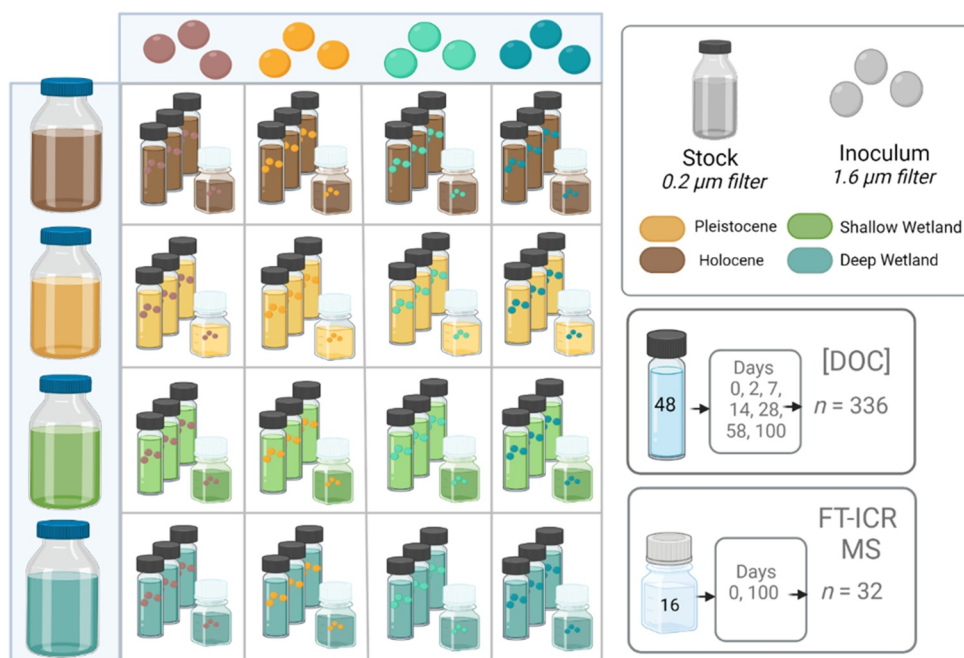 Stock
0.2 µm filter
Inoculum
1.6 µm filter
Pleistocene
Shallow Wetland
Holocene
Deep Wetland
48
Days
0, 2, 7,
14, 28,
58, 100
[DOC]
n = 336
16
Days
0, 100
FT-ICR
MS
n = 32